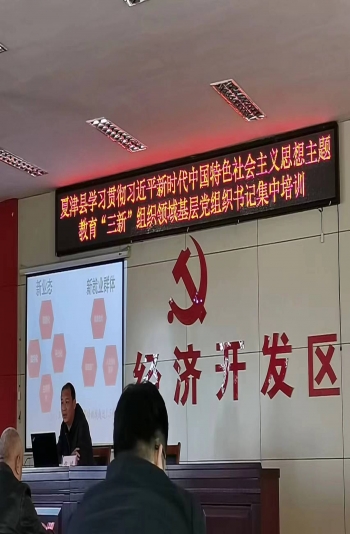 夏津县学习贯彻习近平新时代中国特色社会主义思想主题
教育“三新”组织领域基层党组织书记集中培训
新业态 新就业群体
经济开发区